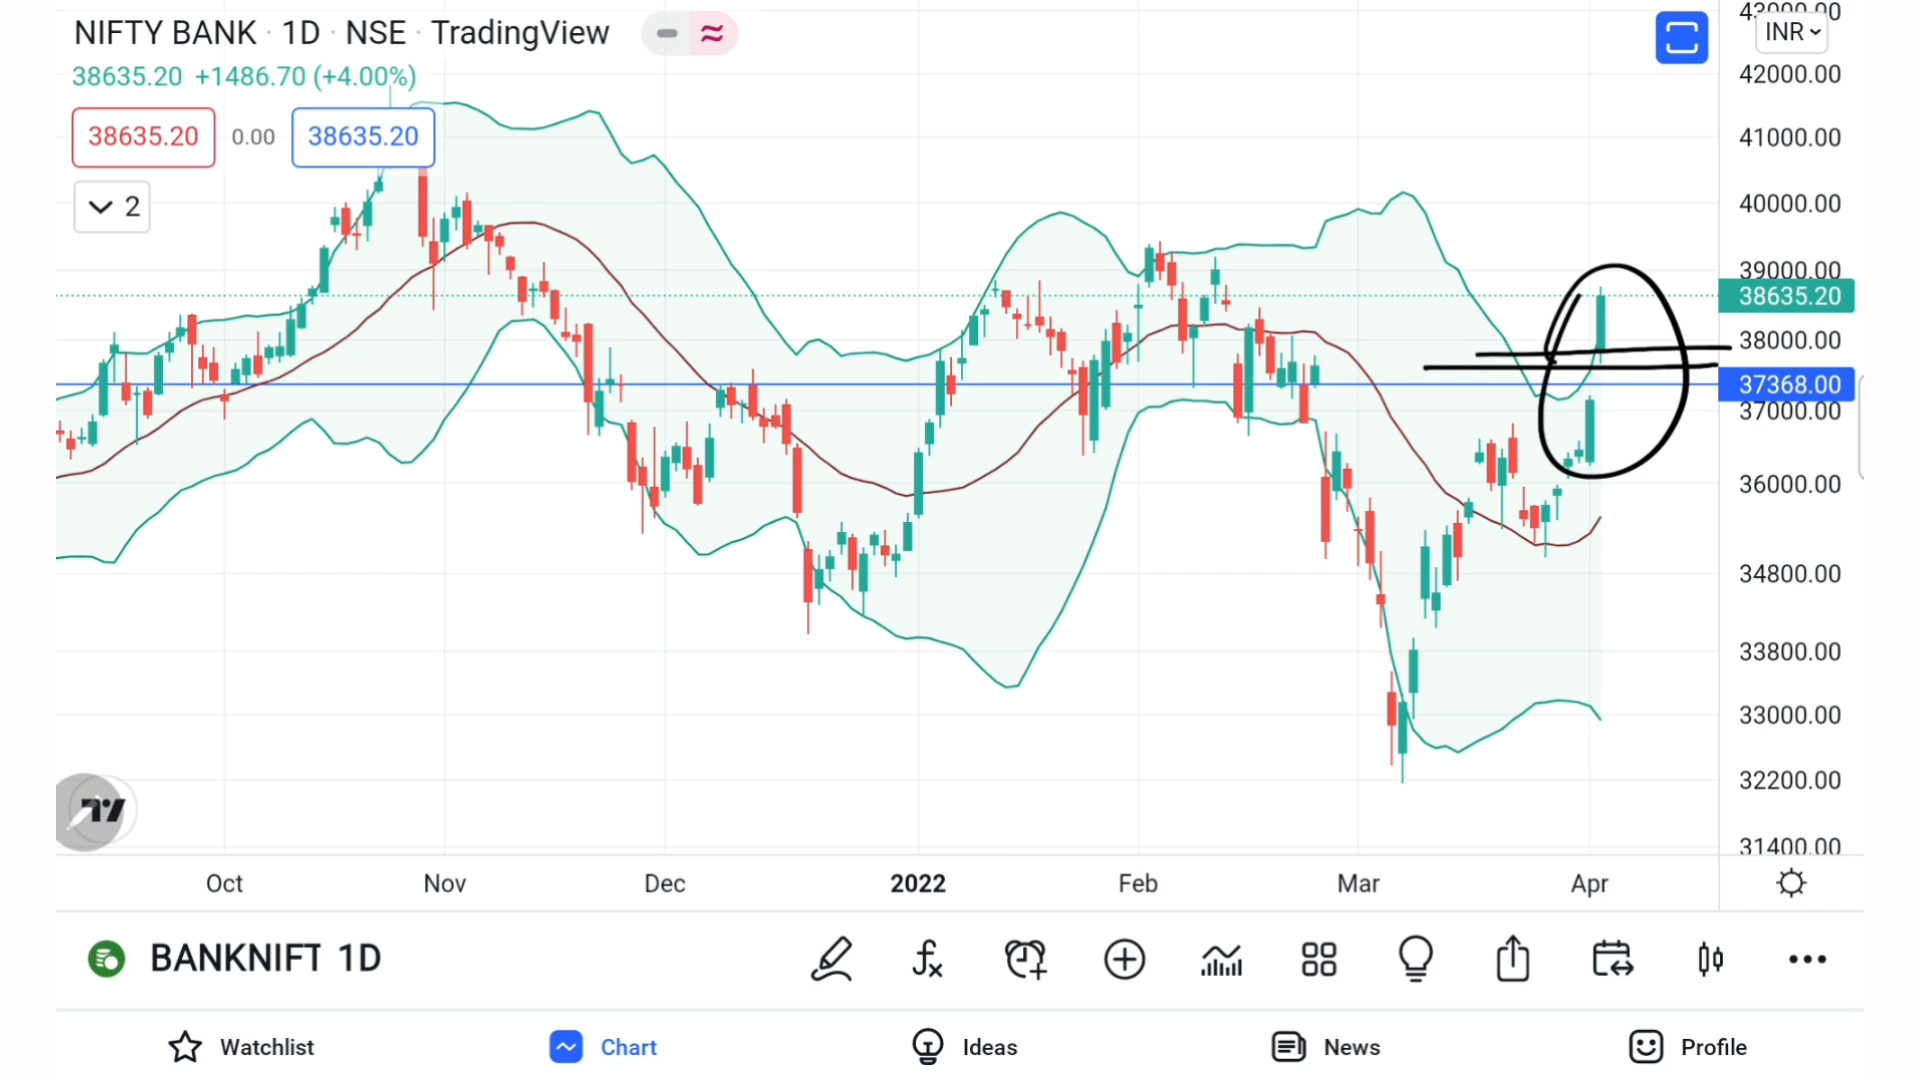 NIFTY BANK · 1D · NSE · TradingView
38635.20 +1486.70 (+4.00%)
38635.20 0.00 38635.20
2
INR
43000.00
42000.00
41000.00
40000.00
39000.00
38635.20
38000.00
37368.00
37000.00
36000.00
34800.00
33800.00
33000.00
32200.00
31400.00
Oct Nov Dec 2022 Feb Mar Apr
BANKNIFT 1D
Watchlist Chart Ideas News Profile